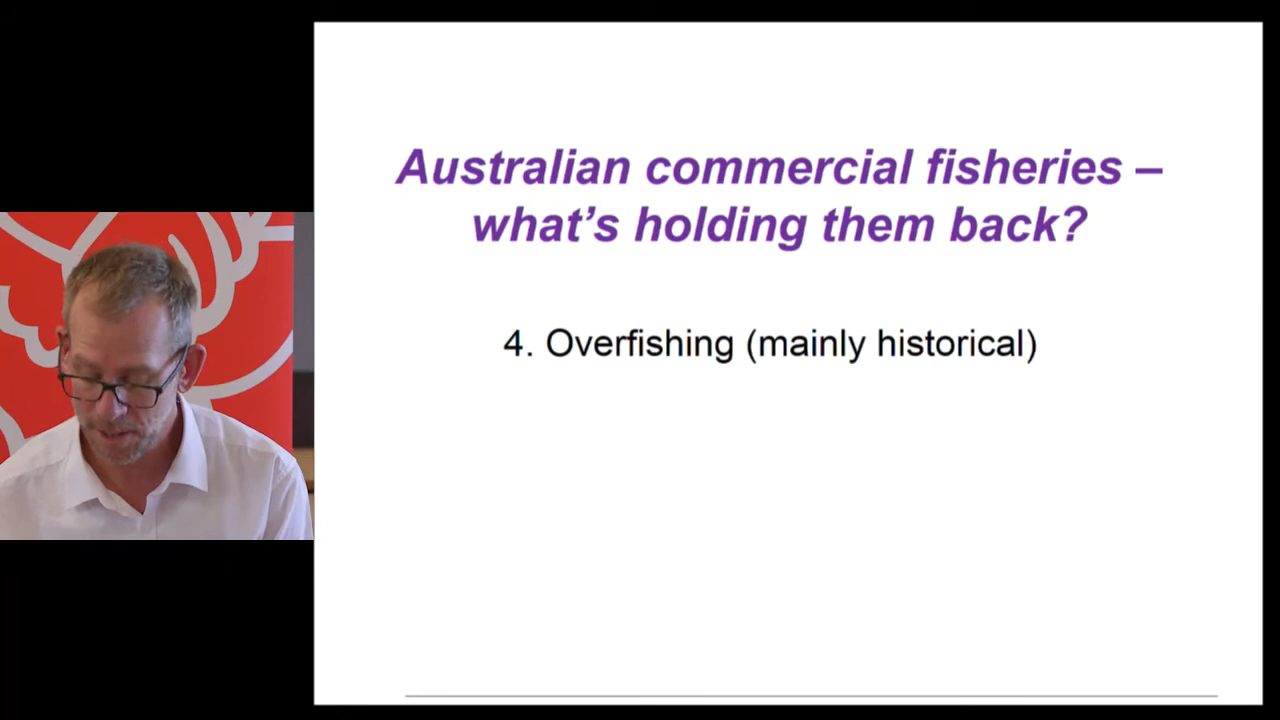 Australian commercial fisheries –
what's holding them back?
4. Overfishing (mainly historical)